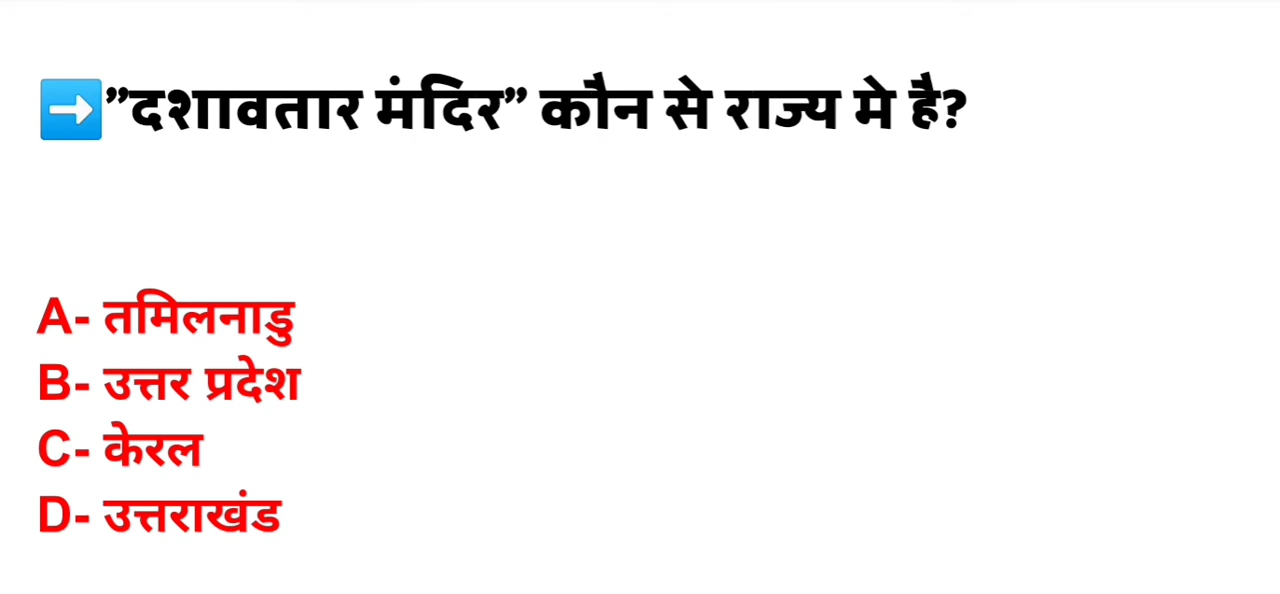 ➡️”दशावतार मंदिर” कौन से राज्य मे है?
A- तमिलनाडु
B- उत्तर प्रदेश
C- केरल
D- उत्तराखंड